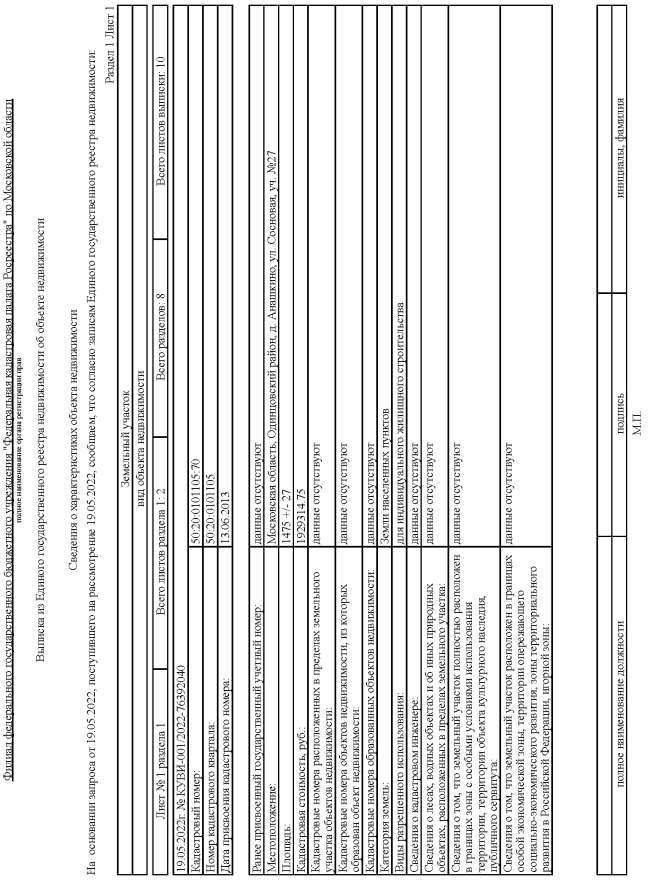 Филиал федерального государственного бюджетного учреждения "Федеральная кадастровая палата Росреестра" по Московской области
полное наименование органа регистрации прав
Выписка из Единого государственного реестра недвижимости об объекте недвижимости
Сведения о характеристиках объекта недвижимости
На основании запроса от 19.05.2022, поступившего на рассмотрение 19.05.2022, сообщаем, что согласно записям Единого государственного реестра недвижимости:
Раздел 1 Лист 1
Земельный участок
вид объекта недвижимости
Лист № 1 раздела 1 Всего листов раздела 1: 2 Всего разделов: 8 Всего листов выписки: 10
19.05.2022г. № КУВИ-001/2022-76392040
Кадастровый номер: 50:20:0101105:70
Номер кадастрового квартала: 50:20:0101105
Дата присвоения кадастрового номера: 13.06.2013
Ранее присвоенный государственный учетный номер: данные отсутствуют
Местоположение: Московская область, Одинцовский район, д. Анашкино, ул. Сосновая, уч. №27
Площадь: 1475 +/- 27
Кадастровая стоимость, руб.: 1929314.75
Кадастровые номера расположенных в пределах земельного данные отсутствуют
участка объектов недвижимости:
Кадастровые номера объектов недвижимости, из которых данные отсутствуют
образован объект недвижимости:
Кадастровые номера образованных объектов недвижимости: данные отсутствуют
Категория земель: Земли населенных пунктов
Виды разрешенного использования: для индивидуального жилищного строительства
Сведения о кадастровом инженере: данные отсутствуют
Сведения о лесах, водных объектах и об иных природных данные отсутствуют
объектах, расположенных в пределах земельного участка:
Сведения о том, что земельный участок полностью расположен данные отсутствуют
в границах зоны с особыми условиями использования
территории, территории объекта культурного наследия,
публичного сервитута:
Сведения о том, что земельный участок расположен в границах данные отсутствуют
особой экономической зоны, территории опережающего
социально-экономического развития, зоны территориального
развития в Российской Федерации, игорной зоны:
полное наименование должности подпись инициалы, фамилия
М.П.